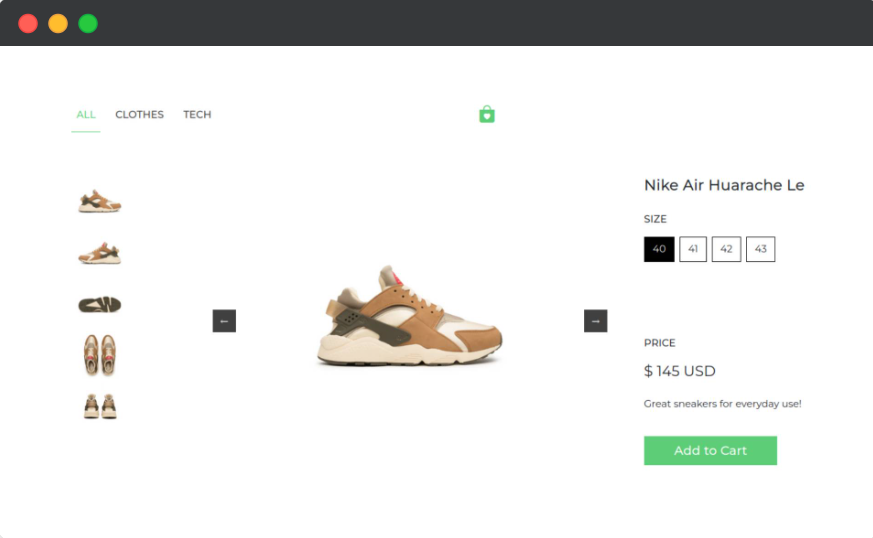 ALL CLOTHES TECH
Nike Air Huarache Le
SIZE
40 41 42 43
← →
PRICE
$ 145 USD
Great sneakers for everyday use!
Add to Cart